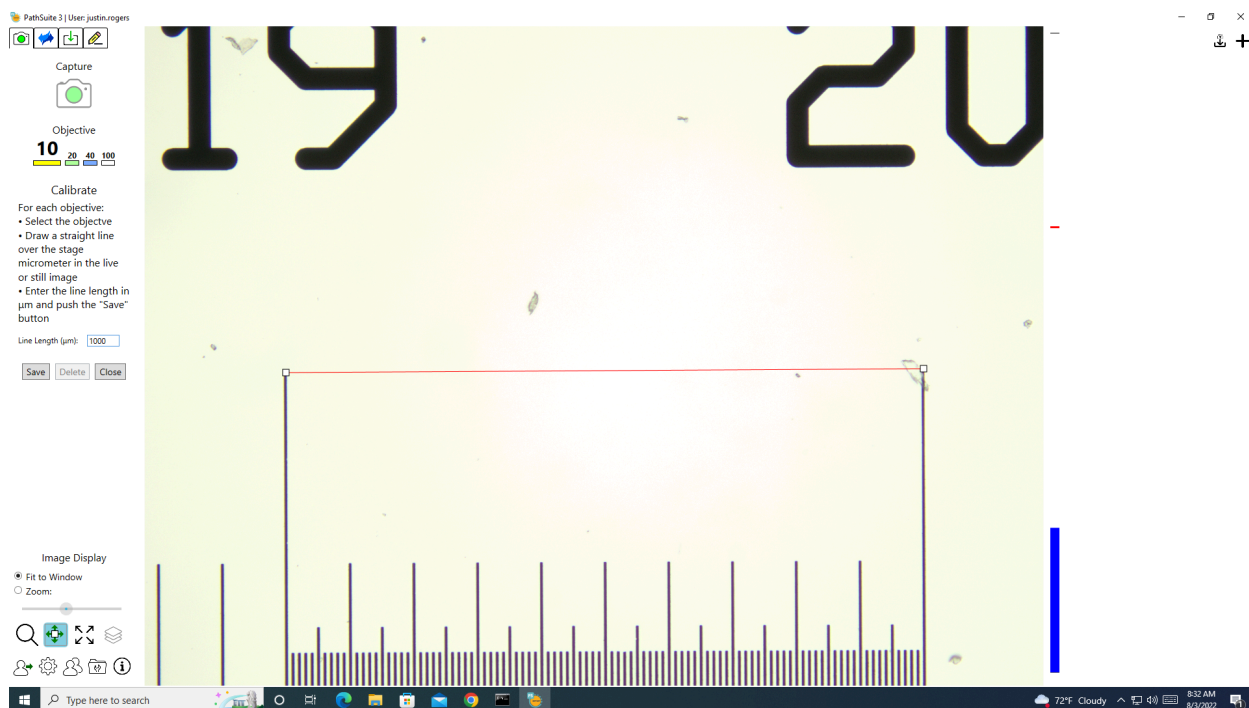 PathSuite 3 | User: justin.rogers
Capture
Objective
10 20 40 100
Calibrate
For each objective:
• Select the objectve
• Draw a straight line
over the stage
micrometer in the live
or still image
• Enter the line length in
µm and push the "Save"
button
Line Length (µm): 1000
Save Delete Close
19 20
Image Display
Fit to Window
Zoom:
Type here to search
72°F Cloudy
8:32 AM
8/3/2022